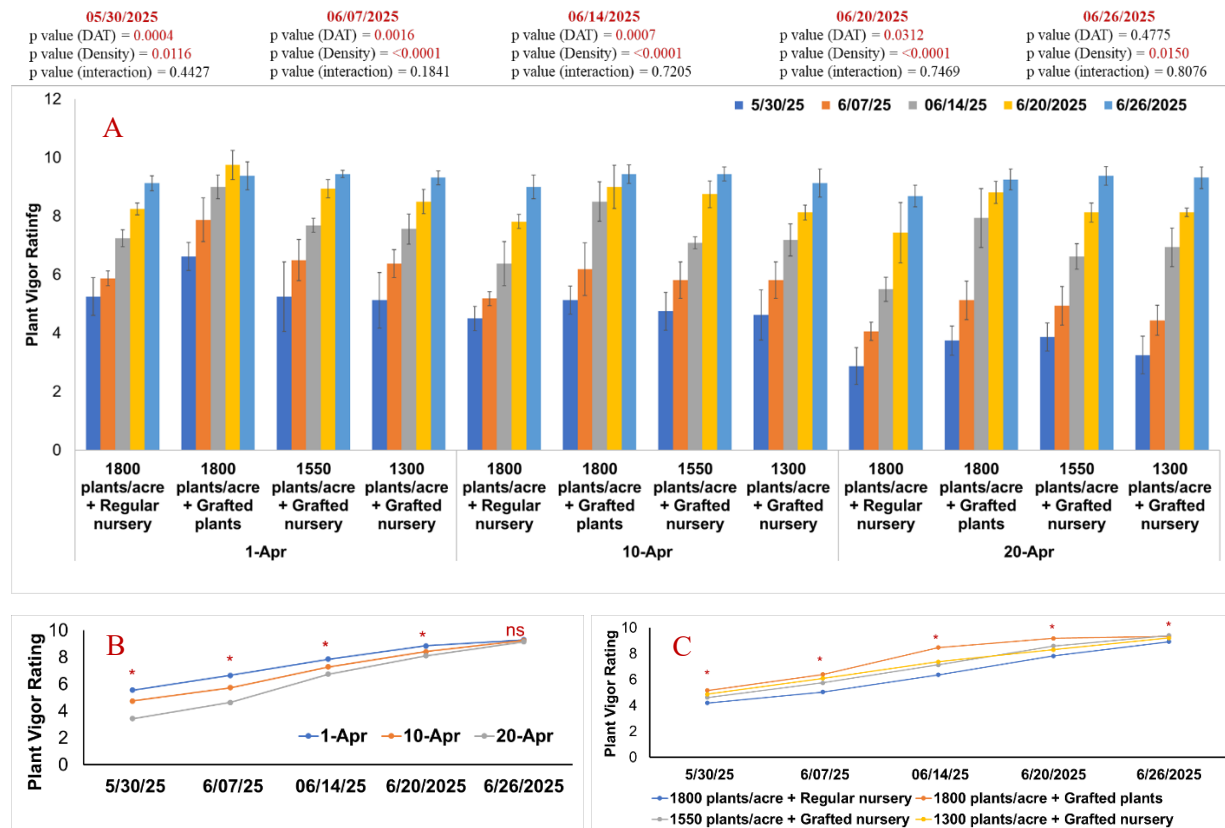 05/30/2025
p value (DAT) = 0.0004
p value (Density) = 0.0116
p value (interaction) = 0.4427
06/07/2025
p value (DAT) = 0.0016
p value (Density) = <0.0001
p value (interaction) = 0.1841
06/14/2025
p value (DAT) = 0.0007
p value (Density) = <0.0001
p value (interaction) = 0.7205
06/20/2025
p value (DAT) = 0.0312
p value (Density) = <0.0001
p value (interaction) = 0.7469
06/26/2025
p value (DAT) = 0.4775
p value (Density) = 0.0150
p value (interaction) = 0.8076
A
5/30/25 6/07/25 06/14/25 6/20/2025 6/26/2025
Plant Vigor Ratinfg
12
10
8
6
4
2
0
1800
plants/acre
+ Regular
nursery
1800
plants/acre
+ Grafted
plants
1550
plants/acre
+ Grafted
nursery
1300
plants/acre
+ Grafted
nursery
1800
plants/acre
+ Regular
nursery
1800
plants/acre
+ Grafted
plants
1550
plants/acre
+ Grafted
nursery
1300
plants/acre
+ Grafted
nursery
1800
plants/acre
+ Regular
nursery
1800
plants/acre
+ Grafted
plants
1550
plants/acre
+ Grafted
nursery
1300
plants/acre
+ Grafted
nursery
1-Apr 10-Apr 20-Apr
B
Plant Vigor Rating
10
8
6
4
2
0
* * * * ns
1-Apr 10-Apr 20-Apr
5/30/25 6/07/25 06/14/25 6/20/2025 6/26/2025
C
Plant Vigor Rating
10
8
6
4
2
0
* * * * *
5/30/25 6/07/25 06/14/25 6/20/2025 6/26/2025
1800 plants/acre + Regular nursery 1800 plants/acre + Grafted plants
1550 plants/acre + Grafted nursery 1300 plants/acre + Grafted nursery